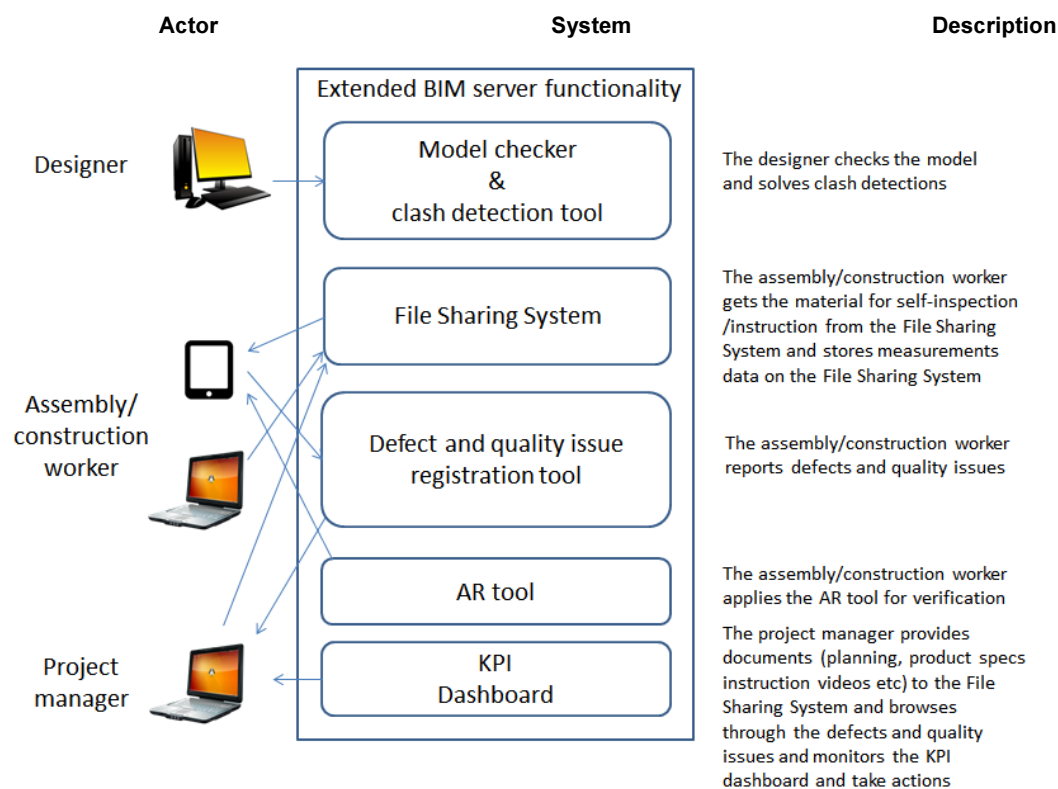 Actor
System
Description
Extended BIM server functionality
Designer
Model checker
&
clash detection tool
The designer checks the model
and solves clash detections
File Sharing System
The assembly/construction worker
gets the material for self-inspection
/instruction from the File Sharing
System and stores measurements
data on the File Sharing System
Assembly/
construction
worker
Defect and quality issue
registration tool
The assembly/construction worker
reports defects and quality issues
AR tool
The assembly/construction worker
applies the AR tool for verification
Project
manager
KPI
Dashboard
The project manager provides
documents (planning, product specs
instruction videos etc) to the File
Sharing System and browses
through the defects and quality
issues and monitors the KPI
dashboard and take actions